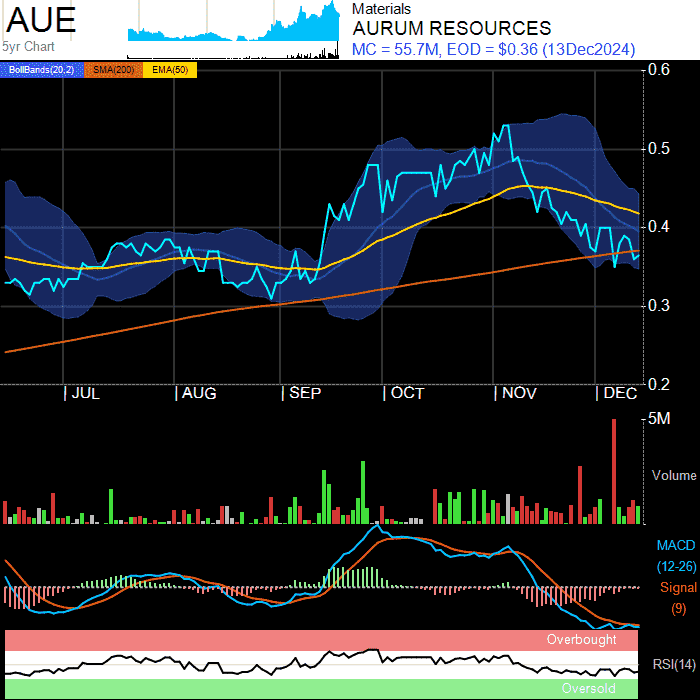 AUE
5yr Chart
Materials
AURUM RESOURCES
MC = 55.7M, EOD = $0.36 (13Dec2024)
BollBands(20,2) SMA(200) EMA(50)
0.6
0.5
0.4
0.3
0.2
JUL AUG SEP OCT NOV DEC
5M
Volume
MACD
(12-26)
Signal
(9)
Overbought
RSI(14)
Oversold